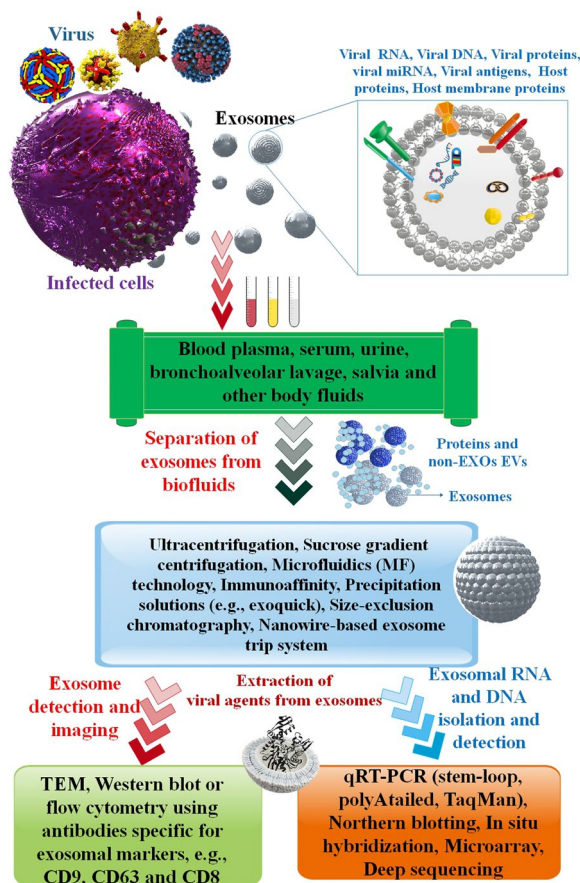 Virus
Viral RNA, Viral DNA, Viral proteins,
viral miRNA, Viral antigens, Host
proteins, Host membrane proteins
Exosomes
Infected cells
Blood plasma, serum, urine,
bronchoalveolar lavage, salvia and
other body fluids
Separation of
exosomes from
biofluids
Proteins and
non-EXOs EVs
Exosomes
Ultracentrifugation, Sucrose gradient
centrifugation, Microfluidics (MF)
technology, Immunoaffinity, Precipitation
solutions (e.g., exoquick), Size-exclusion
chromatography, Nanowire-based exosome
trip system
Exosome
detection and
imaging
Extraction of
viral agents from exosomes
Exosomal RNA
and DNA
isolation and
detection
TEM, Western blot or
flow cytometry using
antibodies specific for
exosomal markers, e.g.,
CD9, CD63 and CD8
qRT-PCR (stem-loop,
polyAtailed, TaqMan),
Northern blotting, In situ
hybridization, Microarray,
Deep sequencing